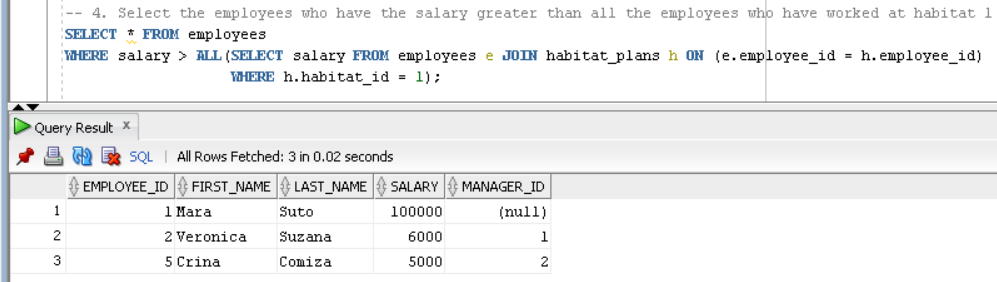 -- 4. Select the employees who have the salary greater than all the employees who have worked at habitat 1
SELECT * FROM employees
WHERE salary > ALL(SELECT salary FROM employees e JOIN habitat_plans h ON (e.employee_id = h.employee_id)
WHERE h.habitat_id = 1);
Query Result x
SQL | All Rows Fetched: 3 in 0.02 seconds
EMPLOYEE_ID FIRST_NAME LAST_NAME SALARY MANAGER_ID
1 1 Mara Suto 100000 (null)
2 2 Veronica Suzana 6000 1
3 5 Crina Comiza 5000 2